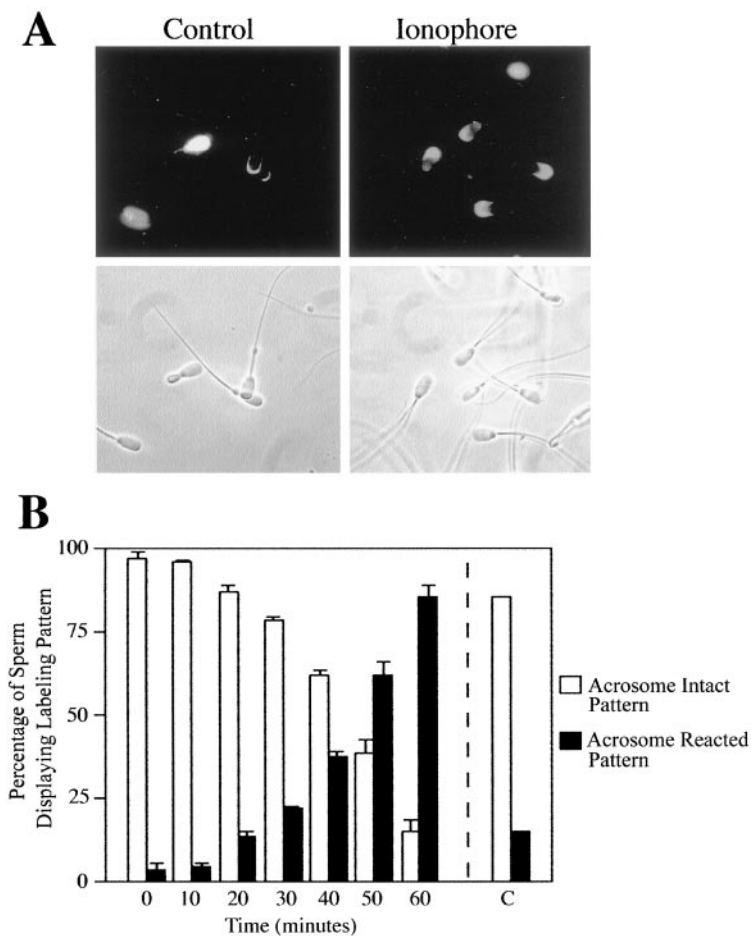 A
Control
Ionophore
B
Percentage of Sperm
Displaying Labeling Pattern
100
75
50
25
0
0 10 20 30 40 50 60 C
Time (minutes)
Acrosome Intact
Pattern
Acrosome Reacted
Pattern